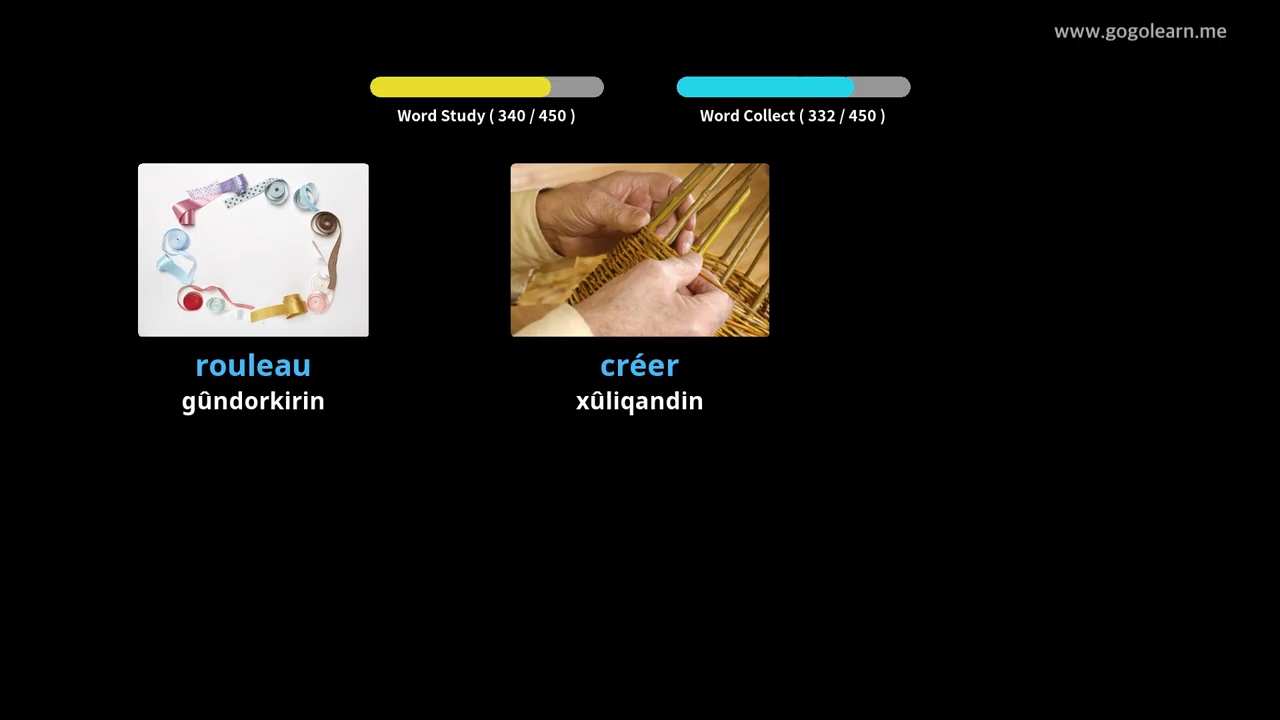 www.gogolearn.me
Word Study ( 340 / 450 )
Word Collect ( 332 / 450 )
rouleau
gûndorkirin
créer
xûliqandin